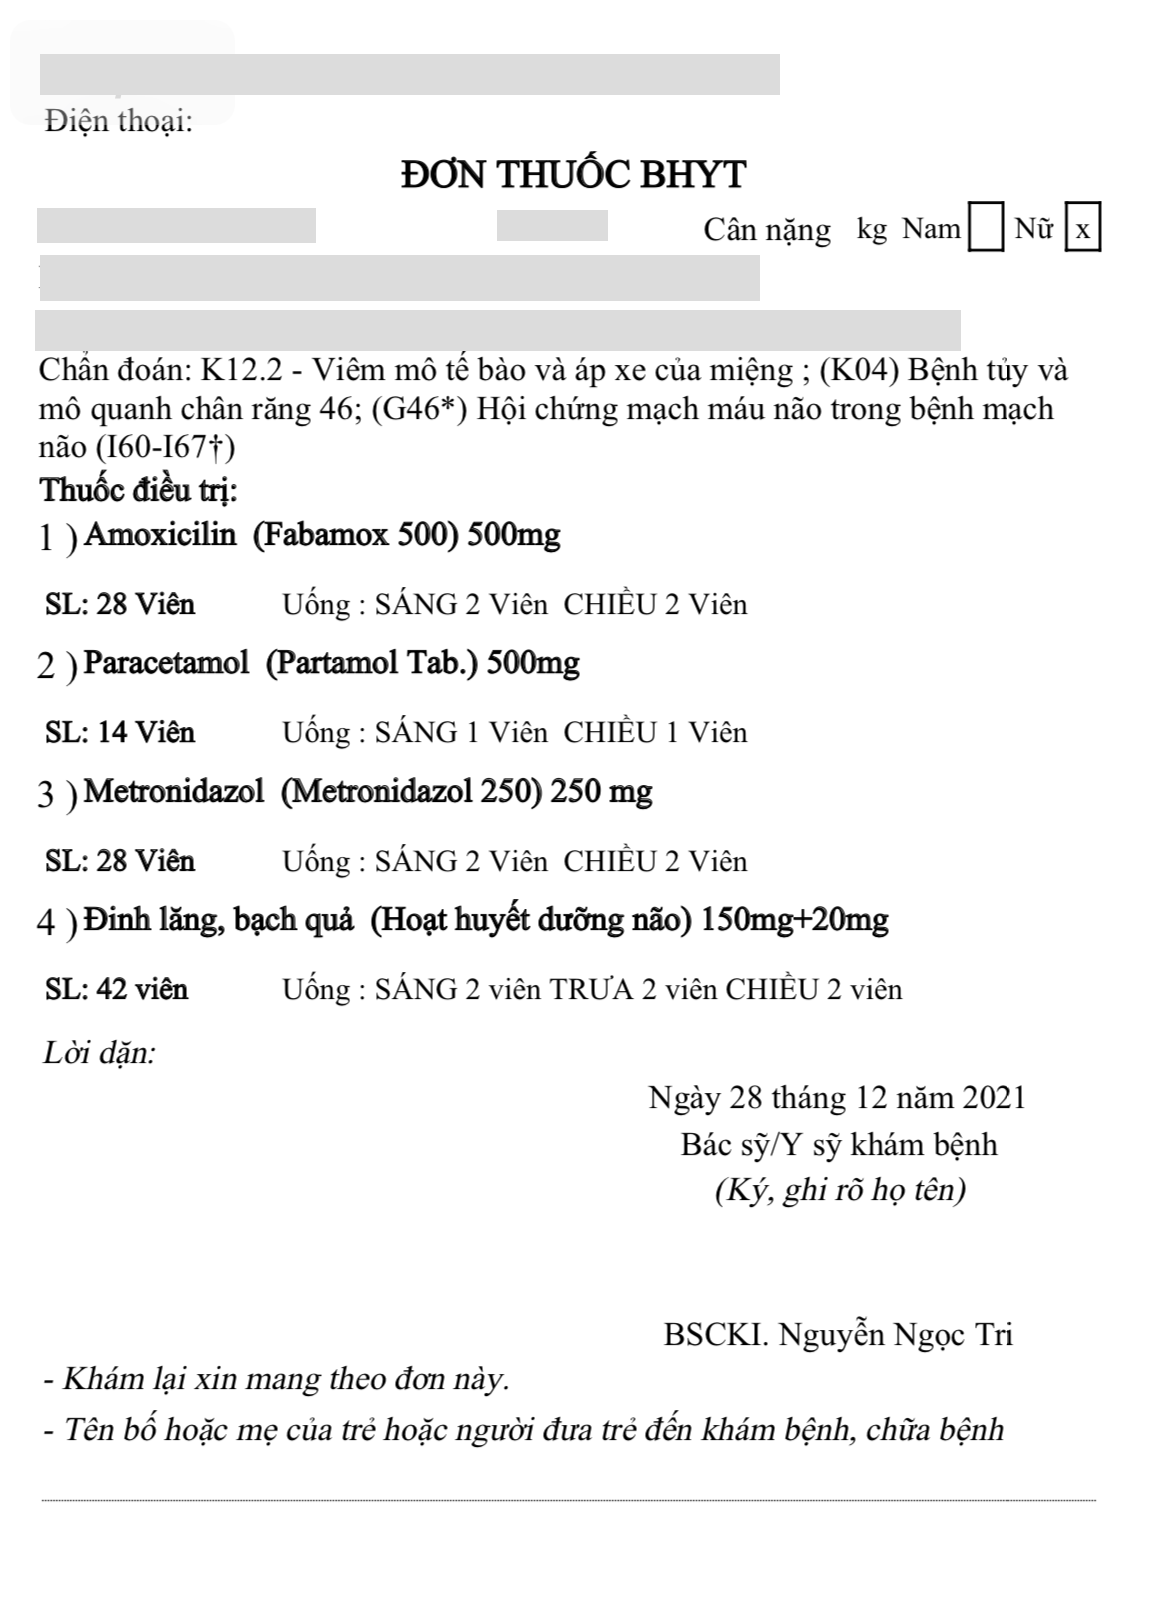 Điện thoại:
ĐƠN THUỐC BHYT
Cân nặng kg Nam Nữ x
Chẩn đoán: K12.2 - Viêm mô tế bào và áp xe của miệng ; (K04) Bệnh tủy và
mô quanh chân răng 46; (G46*) Hội chứng mạch máu não trong bệnh mạch
não (I60-I67†)
Thuốc điều trị:
1 ) Amoxicilin (Fabamox 500) 500mg
SL: 28 Viên Uống : SÁNG 2 Viên CHIỀU 2 Viên
2 ) Paracetamol (Partamol Tab.) 500mg
SL: 14 Viên Uống : SÁNG 1 Viên CHIỀU 1 Viên
3 ) Metronidazol (Metronidazol 250) 250 mg
SL: 28 Viên Uống : SÁNG 2 Viên CHIỀU 2 Viên
4 ) Đinh lăng, bạch quả (Hoạt huyết dưỡng não) 150mg+20mg
SL: 42 viên Uống : SÁNG 2 viên TRƯA 2 viên CHIỀU 2 viên
Lời dặn:
Ngày 28 tháng 12 năm 2021
Bác sỹ/Y sỹ khám bệnh
(Ký, ghi rõ họ tên)
BSCKI. Nguyễn Ngọc Tri
- Khám lại xin mang theo đơn này.
- Tên bố hoặc mẹ của trẻ hoặc người đưa trẻ đến khám bệnh, chữa bệnh